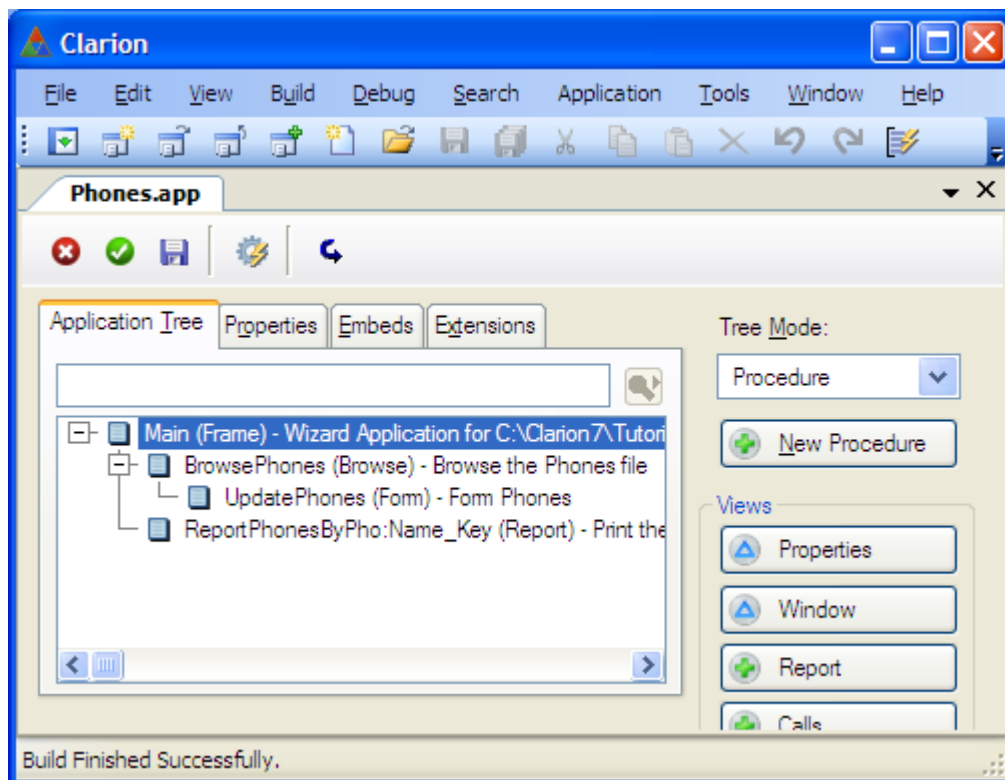 Clarion
File Edit View Build Debug Search Application Tools Window Help
Phones.app
Application Tree Properties Embeds Extensions
Tree Mode:
Procedure
Main (Frame) - Wizard Application for C:\Clarion7\Tutori
BrowsePhones (Browse) - Browse the Phones file
UpdatePhones (Form) - Form Phones
ReportPhonesByPho:Name_Key (Report) - Print the
New Procedure
Views
Properties
Window
Report
Calls
Build Finished Successfully.